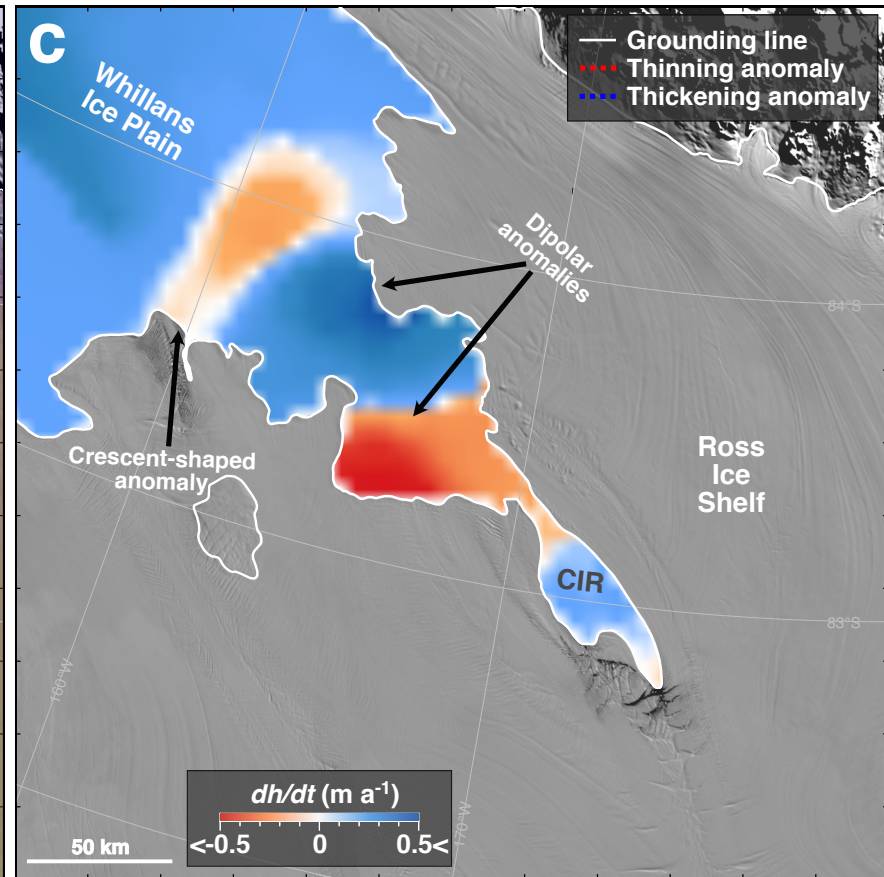 C
Grounding line
Thinning anomaly
Thickening anomaly
Whillans
Ice Plain
Dipolar
anomalies
84°S
Crescent-shaped
anomaly
Ross
Ice
Shelf
CIR
83°S
160°W
170°W
dh/dt (m a⁻¹)
<-0.5 0 0.5<
50 km